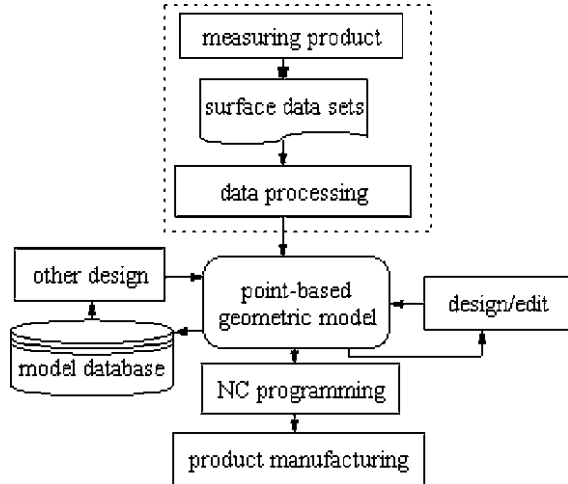 measuring product
surface data sets
data processing
other design
point-based
geometric model
design/edit
model database
NC programming
product manufacturing